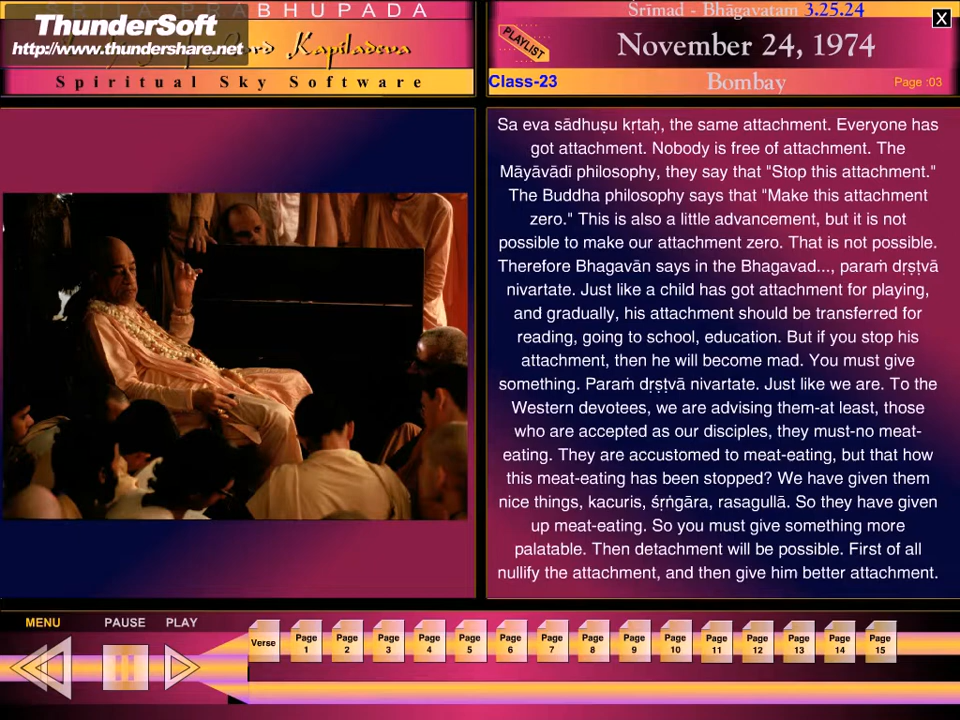 ŚRĪLA PRABHUPADA
ThunderSoft
http://www.thundershare.net
Lord Kapiladeva
Spiritual Sky Software
PLAYLIST
Śrīmad - Bhāgavatam 3.25.24
X
November 24, 1974
Class-23
Bombay
Page :03
Sa eva sādhuṣu kṛtaḥ, the same attachment. Everyone has
got attachment. Nobody is free of attachment. The
Māyāvādī philosophy, they say that "Stop this attachment."
The Buddha philosophy says that "Make this attachment
zero." This is also a little advancement, but it is not
possible to make our attachment zero. That is not possible.
Therefore Bhagavān says in the Bhagavad..., paraṁ dṛṣṭvā
nivartate. Just like a child has got attachment for playing,
and gradually, his attachment should be transferred for
reading, going to school, education. But if you stop his
attachment, then he will become mad. You must give
something. Paraṁ dṛṣṭvā nivartate. Just like we are. To the
Western devotees, we are advising them-at least, those
who are accepted as our disciples, they must-no meat-
eating. They are accustomed to meat-eating, but that how
this meat-eating has been stopped? We have given them
nice things, kacuris, śṛṅgāra, rasagullā. So they have given
up meat-eating. So you must give something more
palatable. Then detachment will be possible. First of all
nullify the attachment, and then give him better attachment.
MENU
PAUSE
PLAY
Verse
Page 1
Page 2
Page 3
Page 4
Page 5
Page 6
Page 7
Page 8
Page 9
Page 10
Page 11
Page 12
Page 13
Page 14
Page 15